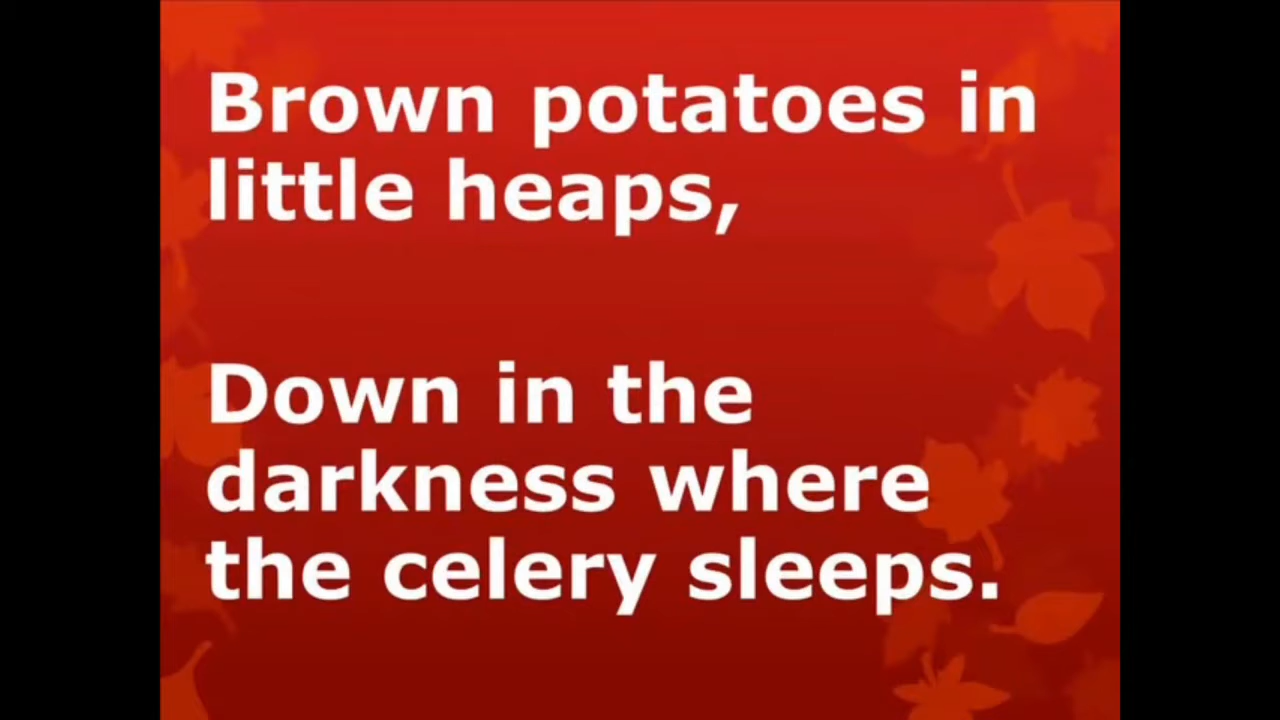 Brown potatoes in
little heaps,
Down in the
darkness where
the celery sleeps.